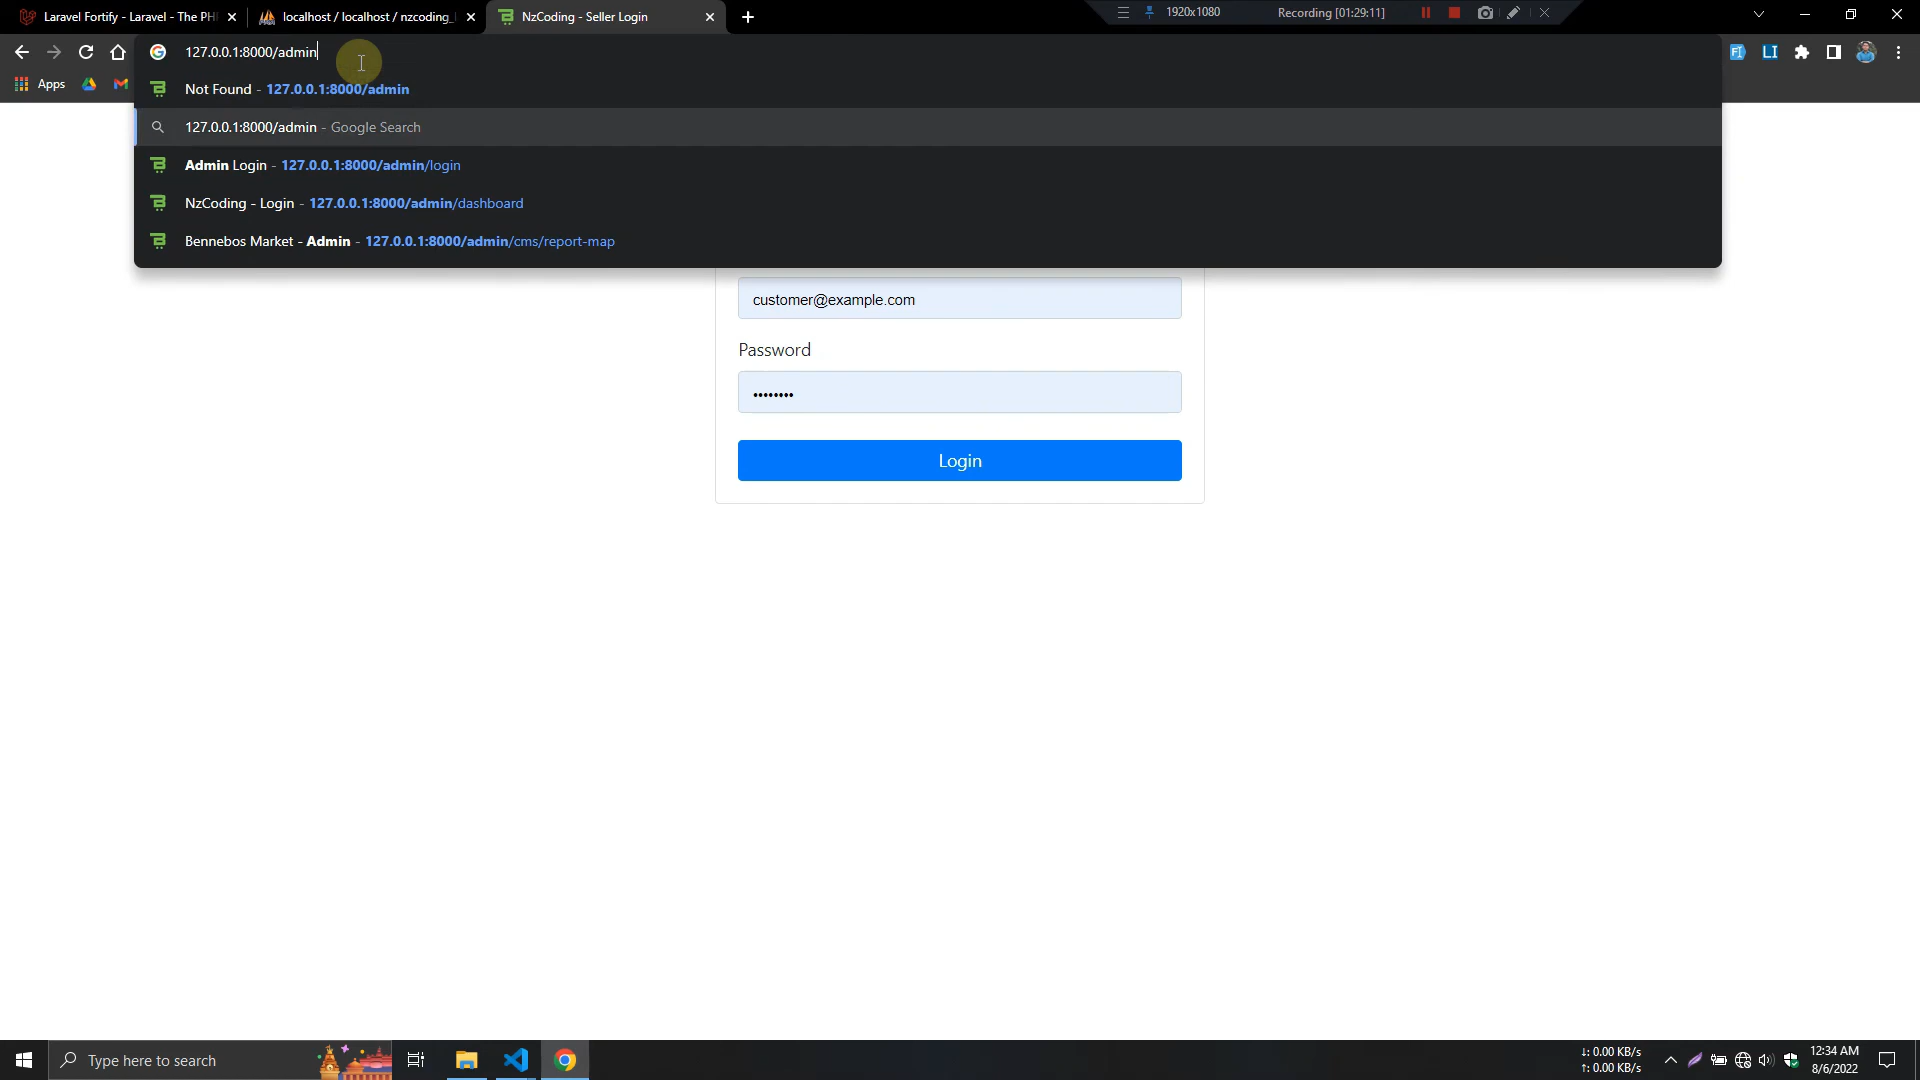 Laravel Fortify - Laravel - The PH
localhost / localhost / nzcoding_
NzCoding - Seller Login
1920x1080
Recording [01:29:11]
127.0.0.1:8000/admin
Apps
Not Found - 127.0.0.1:8000/admin
127.0.0.1:8000/admin - Google Search
Admin Login - 127.0.0.1:8000/admin/login
NzCoding - Login - 127.0.0.1:8000/admin/dashboard
Bennebos Market - Admin - 127.0.0.1:8000/admin/cms/report-map
customer@example.com
Password
Login
Type here to search
↓: 0.00 KB/s
↑: 0.00 KB/s
12:34 AM
8/6/2022